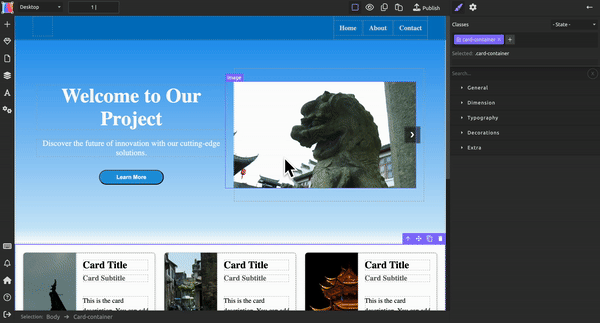 Desktop
1
Publish
Home
About
Contact
Classes
- State -
card-container x
+
Selected: .card-container
Search...
General
Dimension
Typography
Decorations
Extra
Image
Welcome to Our
Project
Discover the future of innovation with our cutting-edge
solutions.
Learn More
Card Title
Card Subtitle
This is the card
Card Title
Card Subtitle
This is the card
Card Title
Card Subtitle
This is the card
Selection: Body → Card-container